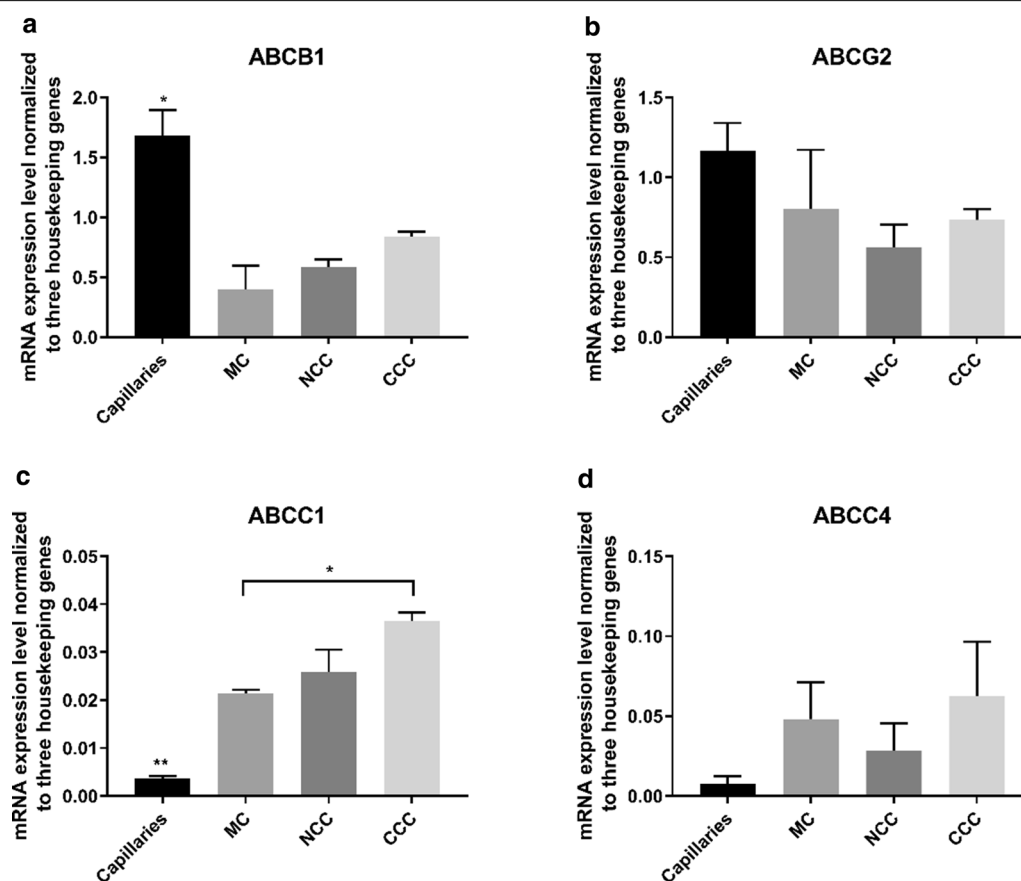 a
ABCB1
mRNA expression level normalized
to three housekeeping genes
2.0
1.5
1.0
0.5
0.0
*
Capillaries
MC
NCC
CCC
b
ABCG2
mRNA expression level normalized
to three housekeeping genes
1.5
1.0
0.5
0.0
Capillaries
MC
NCC
CCC
c
ABCC1
mRNA expression level normalized
to three housekeeping genes
0.05
0.04
0.03
0.02
0.01
0.00
**
*
Capillaries
MC
NCC
CCC
d
ABCC4
mRNA expression level normalized
to three housekeeping genes
0.15
0.10
0.05
0.00
Capillaries
MC
NCC
CCC